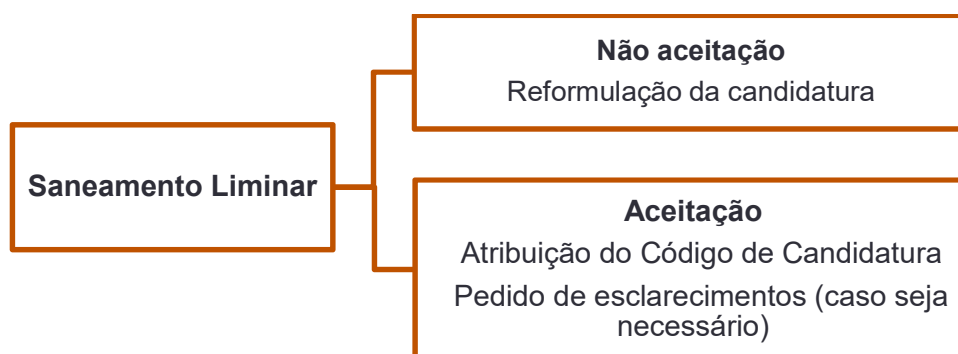 Não aceitação
Reformulação da candidatura
Saneamento Liminar
Aceitação
Atribuição do Código de Candidatura
Pedido de esclarecimentos (caso seja
necessário)